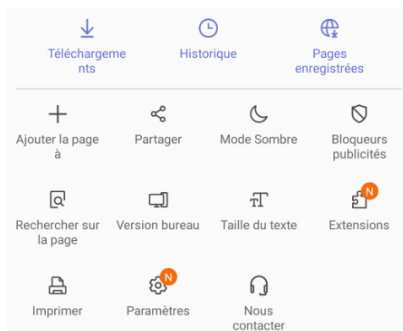 Téléchargeme
nts
Historique
Pages
enregistrées
Ajouter la page
à
Partager
Mode Sombre
Bloqueurs
publicités
Rechercher sur
la page
Version bureau
Taille du texte
N
Extensions
Imprimer
N
Paramètres
Nous
contacter